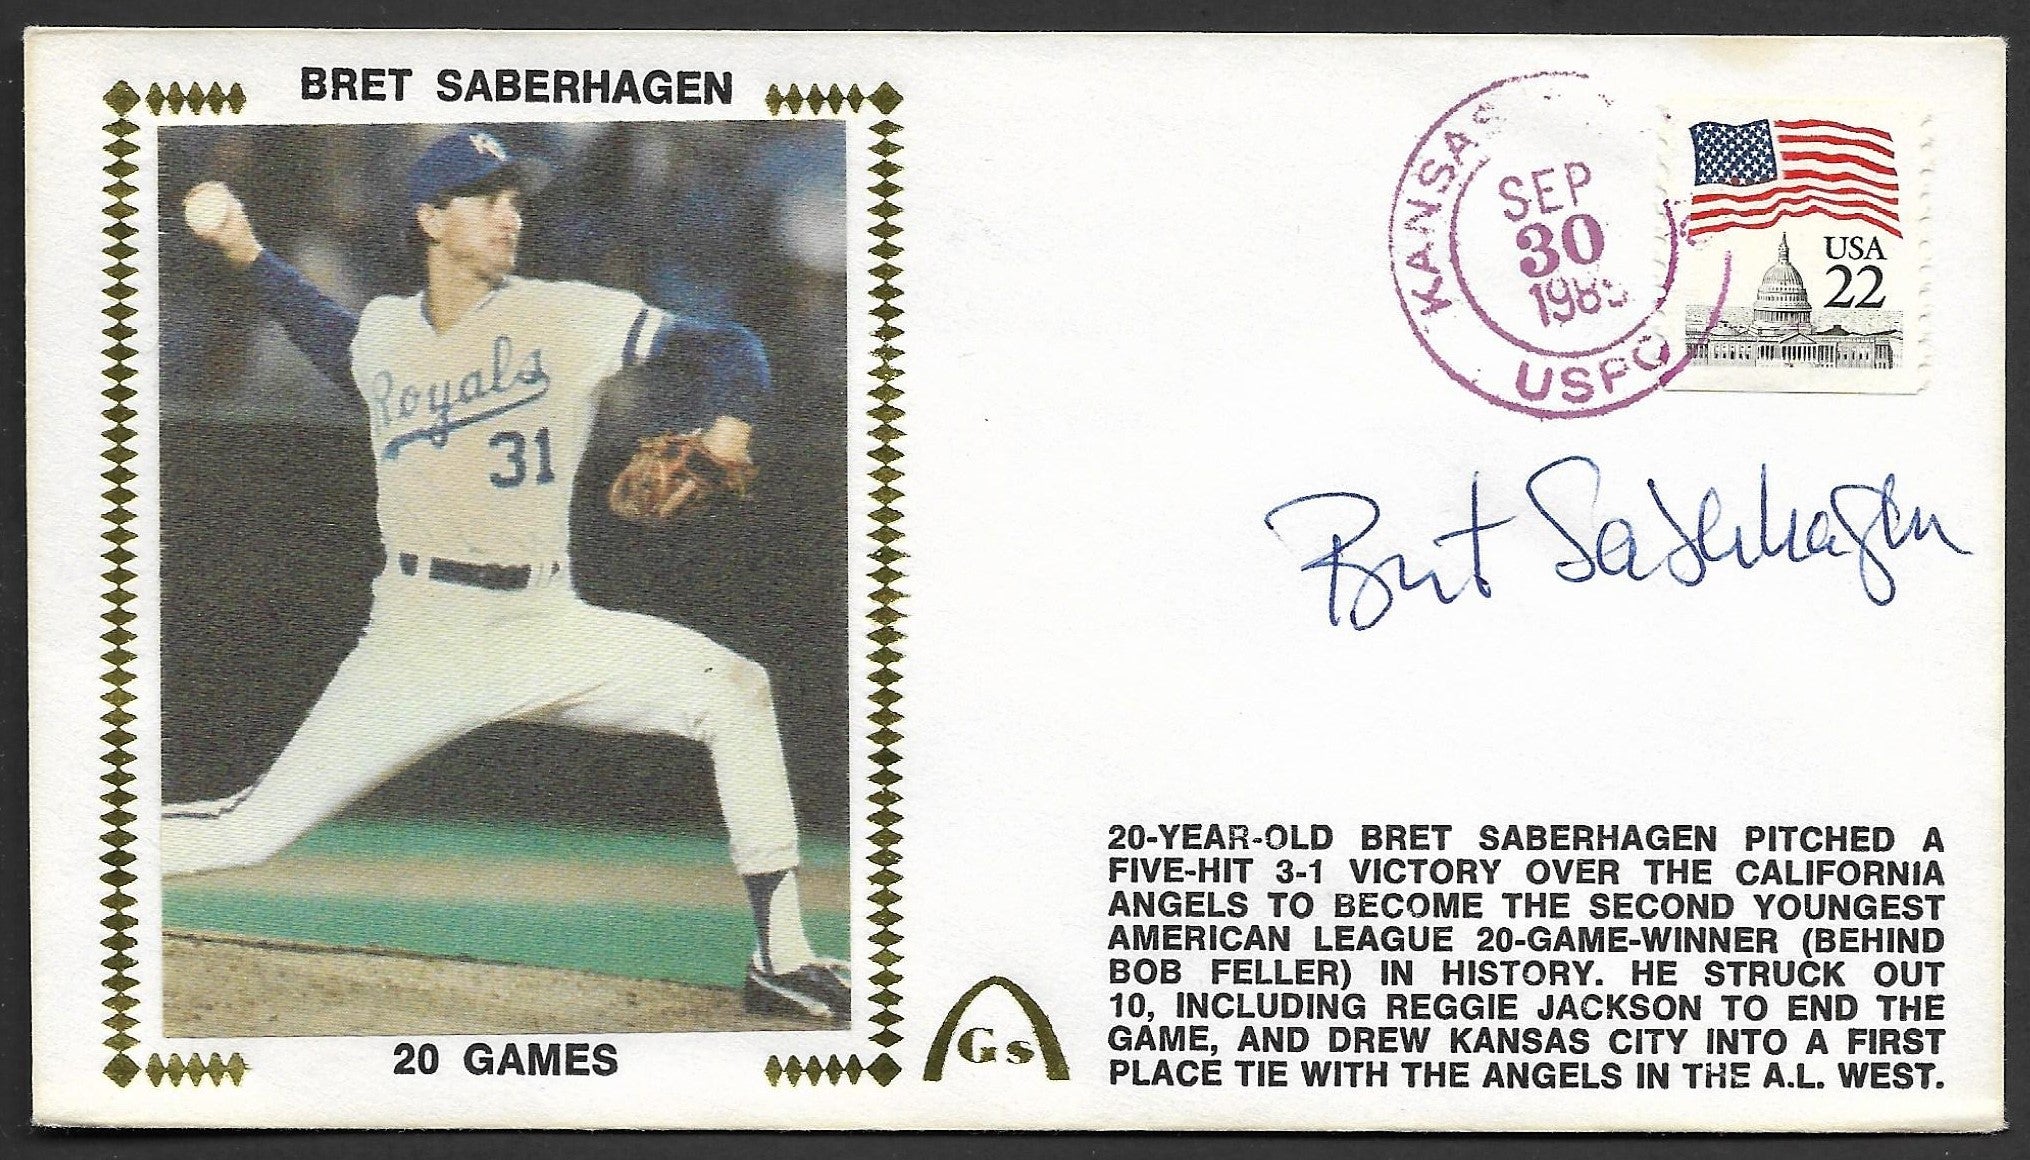 BRET SABERHAGEN
Royals
31
20 GAMES
KANSAS
SEP
30
1985
USPO
USA
22
Bret Saberhagen
Gs
20-YEAR-OLD BRET SABERHAGEN PITCHED A
FIVE-HIT 3-1 VICTORY OVER THE CALIFORNIA
ANGELS TO BECOME THE SECOND YOUNGEST
AMERICAN LEAGUE 20-GAME-WINNER (BEHIND
BOB FELLER) IN HISTORY. HE STRUCK OUT
10, INCLUDING REGGIE JACKSON TO END THE
GAME, AND DREW KANSAS CITY INTO A FIRST
PLACE TIE WITH THE ANGELS IN THE A.L. WEST.